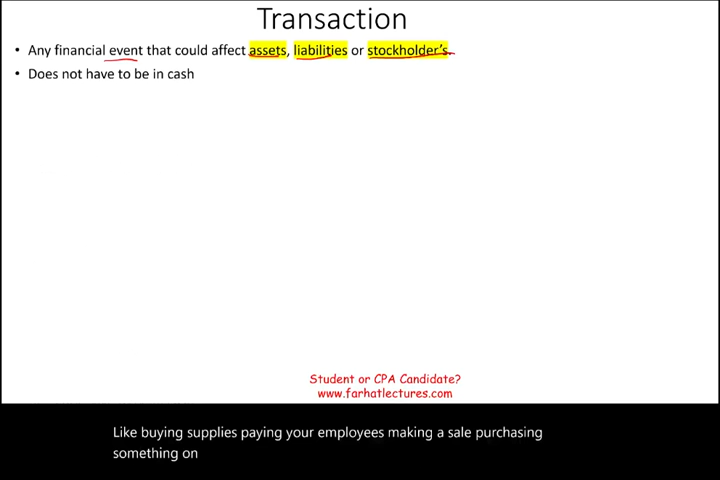 Transaction
• Any financial event that could affect assets, liabilities or stockholder's.
• Does not have to be in cash
Student or CPA Candidate?
www.farhatlectures.com
Like buying supplies paying your employees making a sale purchasing
something on